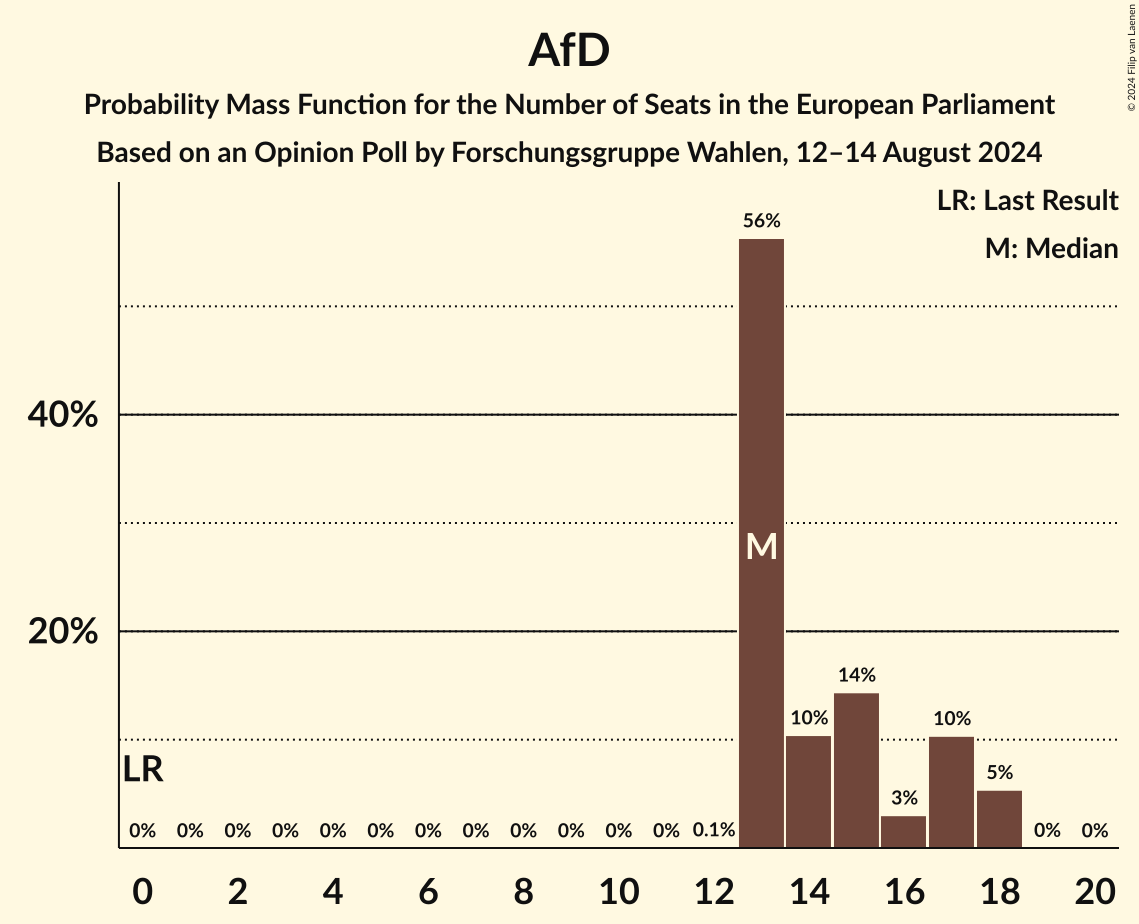 AfD
Probability Mass Function for the Number of Seats in the European Parliament
Based on an Opinion Poll by Forschungsgruppe Wahlen, 12–14 August 2024
© 2024 Filip van Laenen
LR: Last Result
M: Median
56%
40%
M
20%
14%
10%
10%
5%
3%
LR
0% 0% 0% 0% 0% 0% 0% 0% 0% 0% 0% 0% 0.1% 0% 0%
0 2 4 6 8 10 12 14 16 18 20